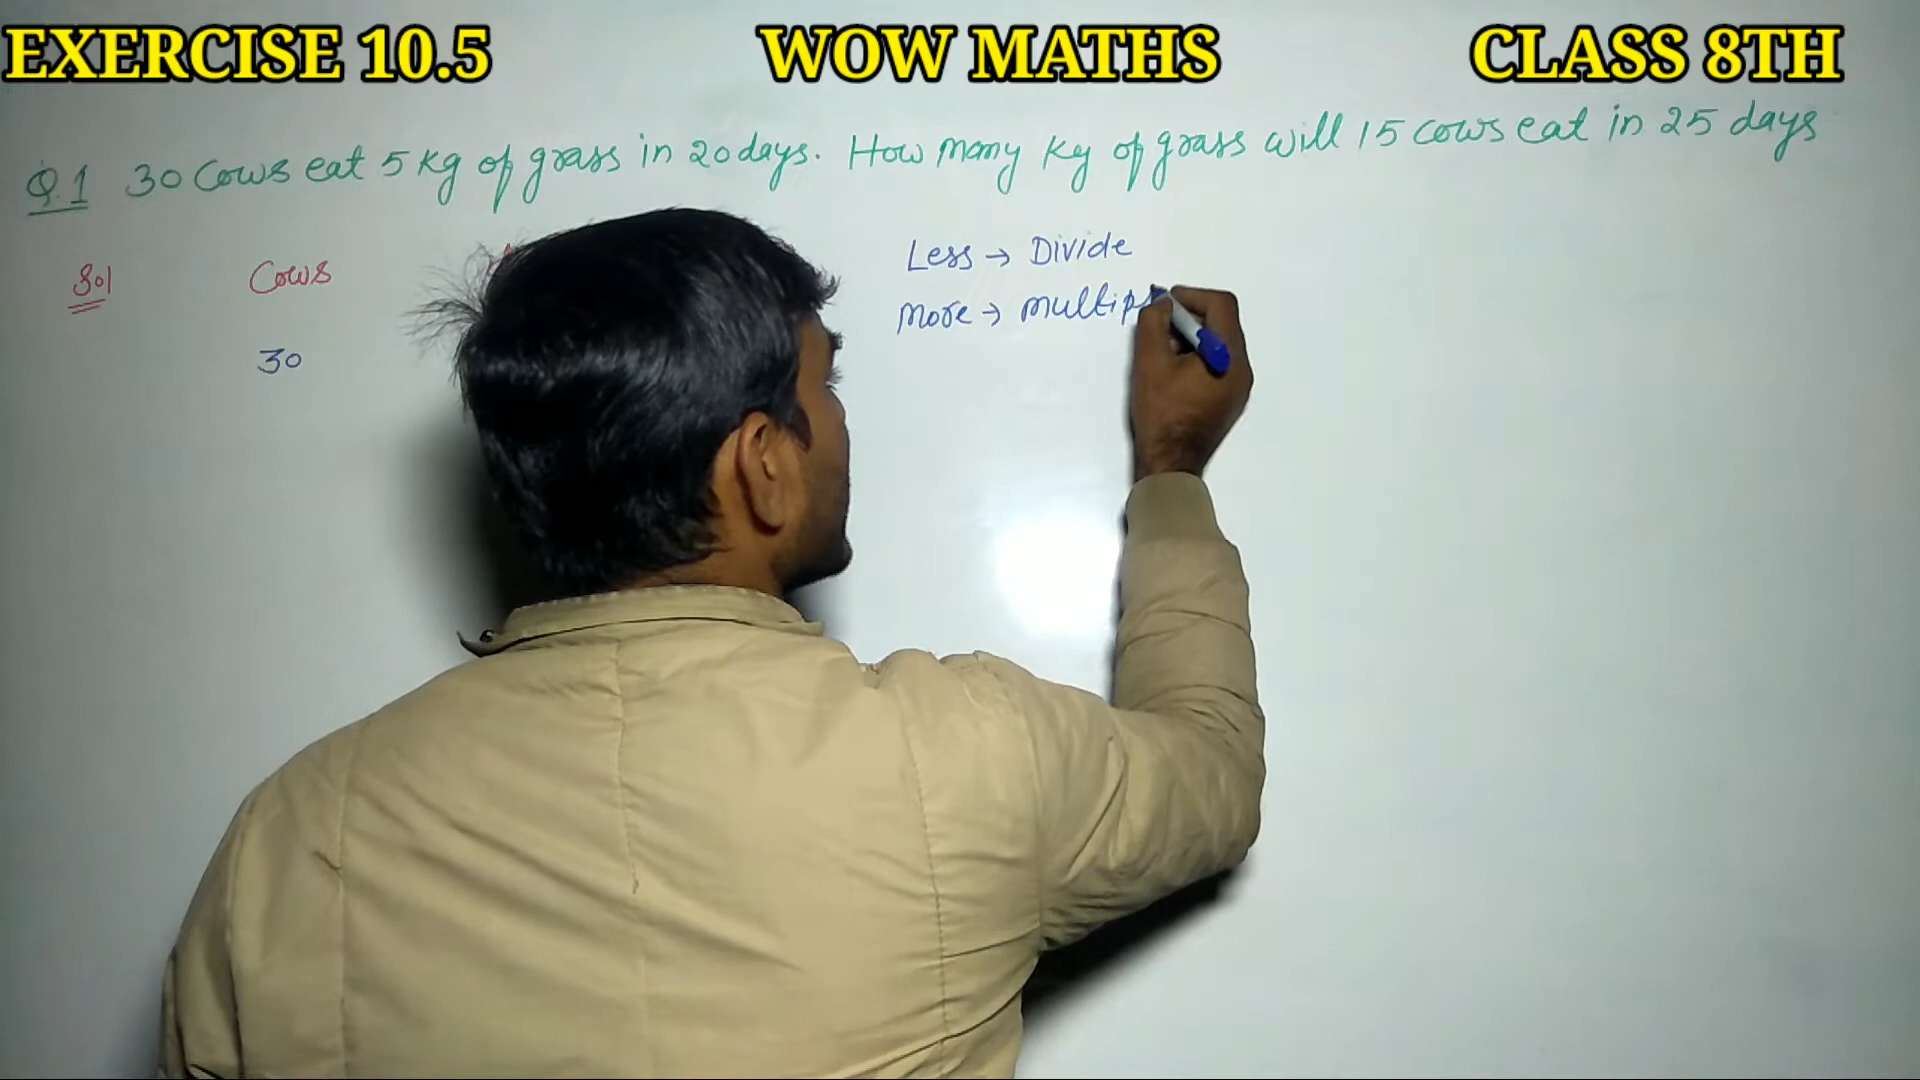 EXERCISE 10.5 WOW MATHS CLASS 8TH
Q.1 30 Cows eat 5 kg of grass in 20 days. How many kg of grass will 15 cows eat in 25 days
Sol Cows Less → Divide
30 More → multip